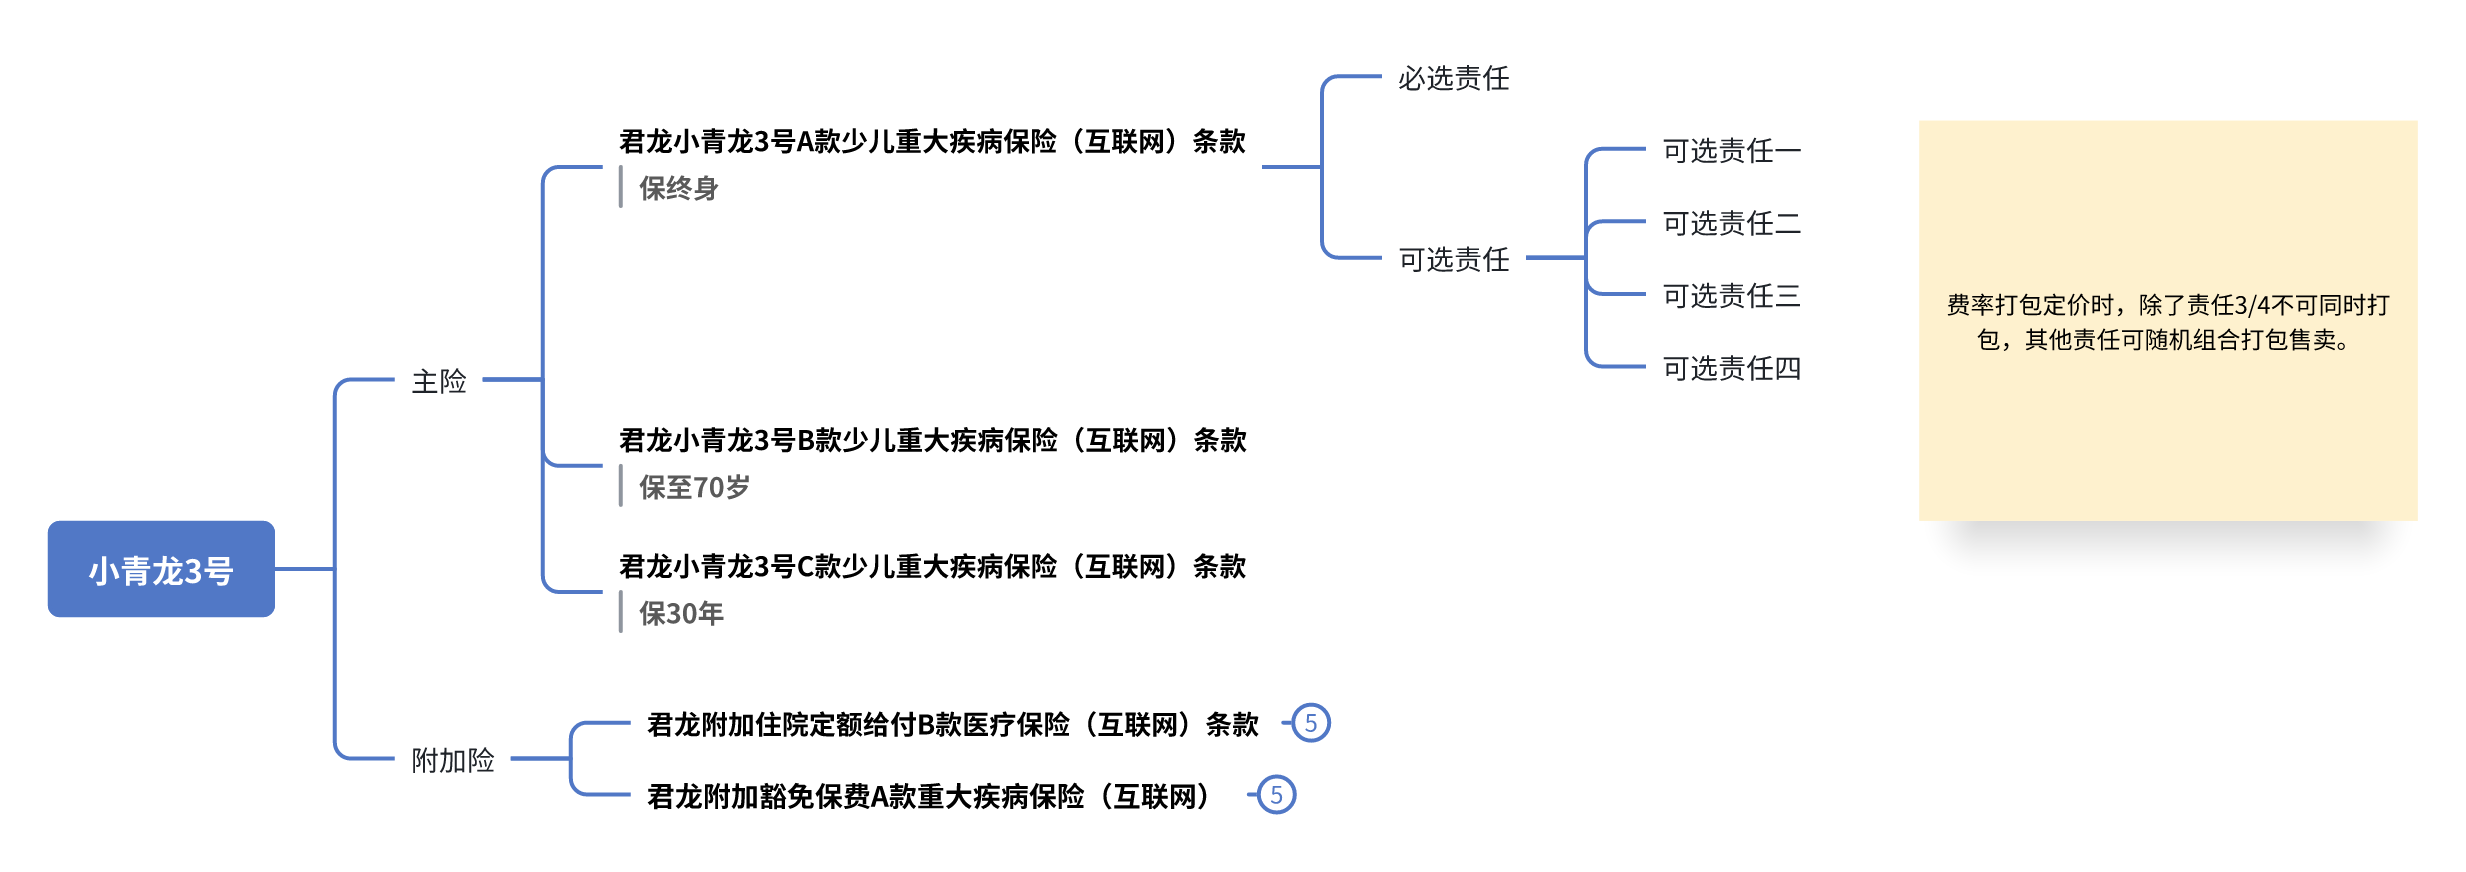 小青龙3号
主险
君龙小青龙3号A款少儿重大疾病保险（互联网）条款
保终身
必选责任
可选责任
可选责任一
可选责任二
可选责任三
可选责任四
君龙小青龙3号B款少儿重大疾病保险（互联网）条款
保至70岁
君龙小青龙3号C款少儿重大疾病保险（互联网）条款
保30年
附加险
君龙附加住院定额给付B款医疗保险（互联网）条款
5
君龙附加豁免保费A款重大疾病保险（互联网）
5
费率打包定价时，除了责任3/4不可同时打
包，其他责任可随机组合打包售卖。